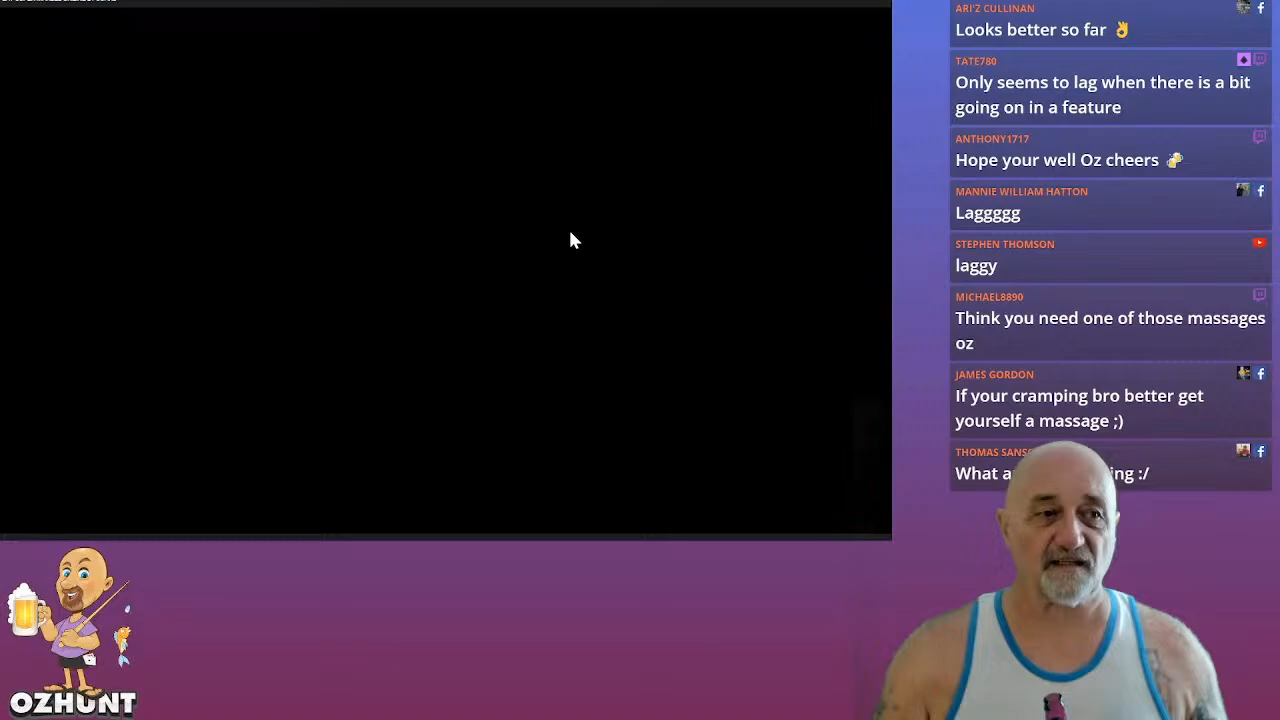 ARI'Z CULLINAN
Looks better so far 👌
TATE780
Only seems to lag when there is a bit
going on in a feature
ANTHONY1717
Hope your well Oz cheers 🍻
MANNIE WILLIAM HATTON
Laggggg
STEPHEN THOMSON
laggy
MICHAEL8890
Think you need one of those massages
oz
JAMES GORDON
If your cramping bro better get
yourself a massage ;)
THOMAS
What :/
OZHUNT